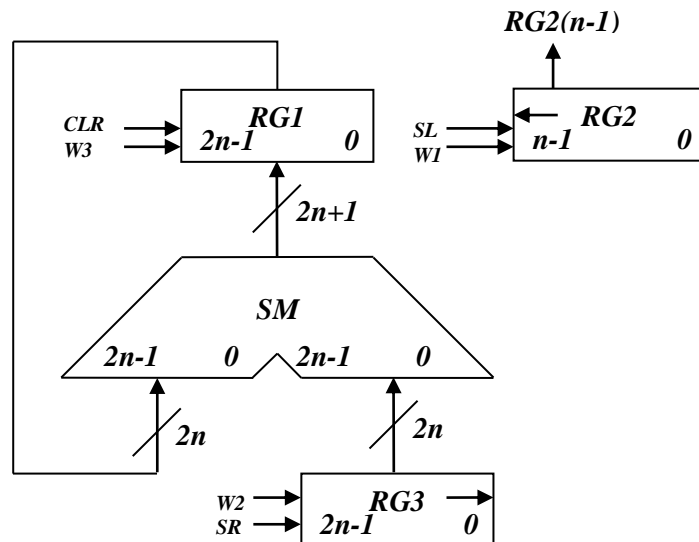 RG2(n-1)
CLR
W3
RG1
2n-1 0
SL
W1
RG2
n-1 0
2n+1
SM
2n-1 0 2n-1 0
2n
2n
W2
SR
RG3
2n-1 0